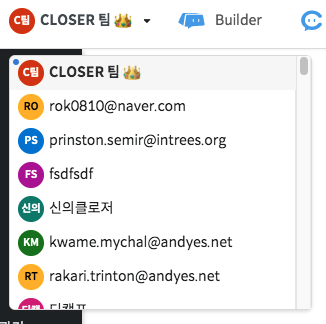 C팀 CLOSER 팀 👑 Builder
C팀 CLOSER 팀 👑
RO rok0810@naver.com
PS prinston.semir@intrees.org
FS fsdfsdf
신의 신의클로저
KM kwame.mychal@andyes.net
RT rakari.trinton@andyes.net